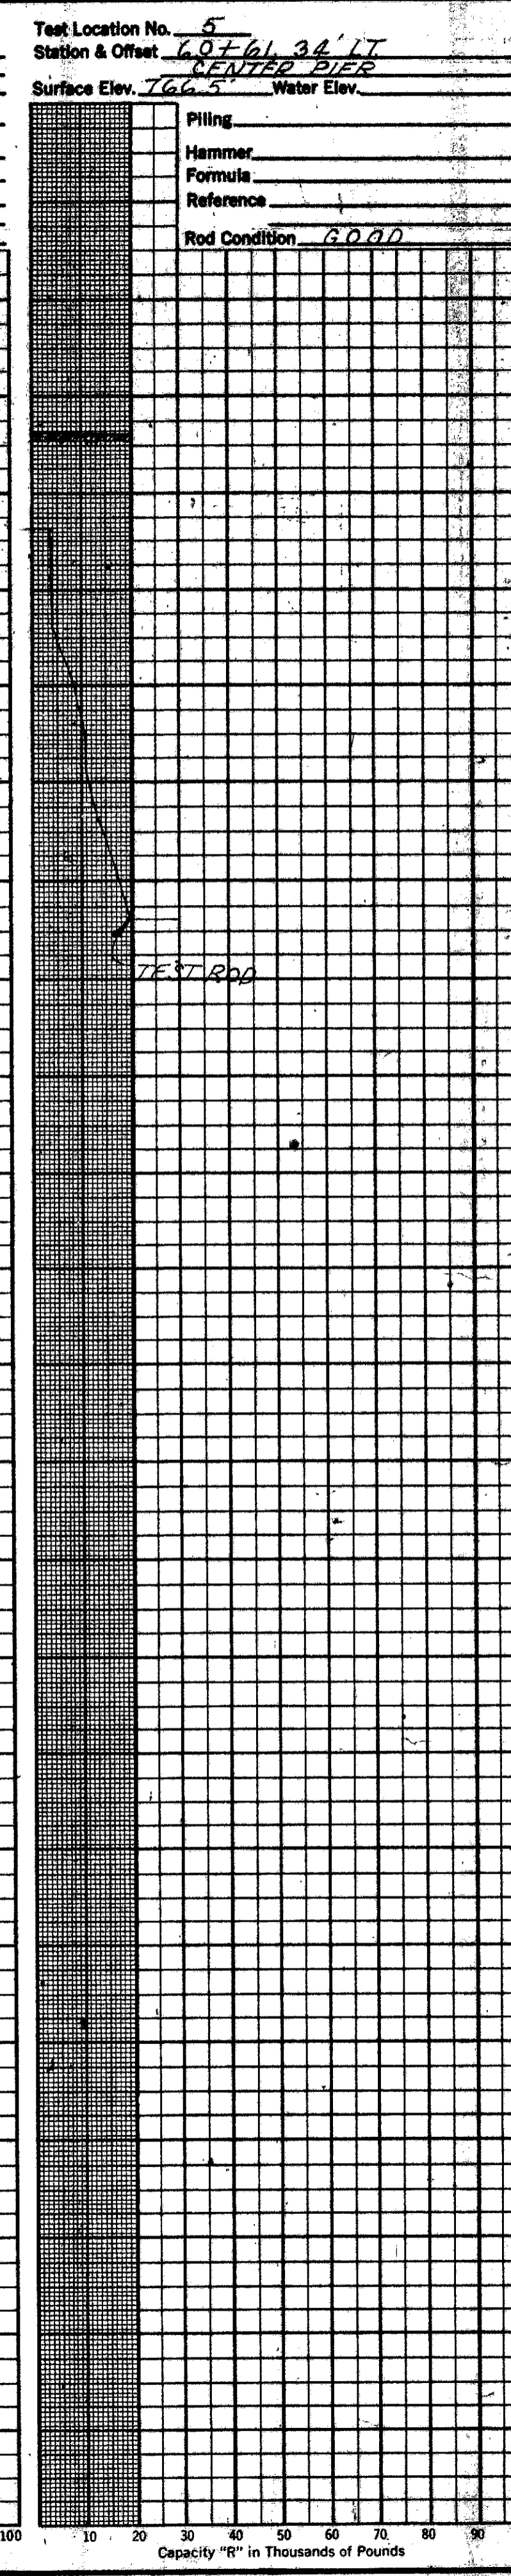 Test Location No. 5
Station & Offset 60+61, 34' LT.
CENTER PIER
Surface Elev. 766.5' Water Elev.
Piling
Hammer
Formula
Reference
Rod Condition GOOD
TEST ROD
100 10 20 30 40 50 60 70 80 90
Capacity "R" in Thousands of Pounds